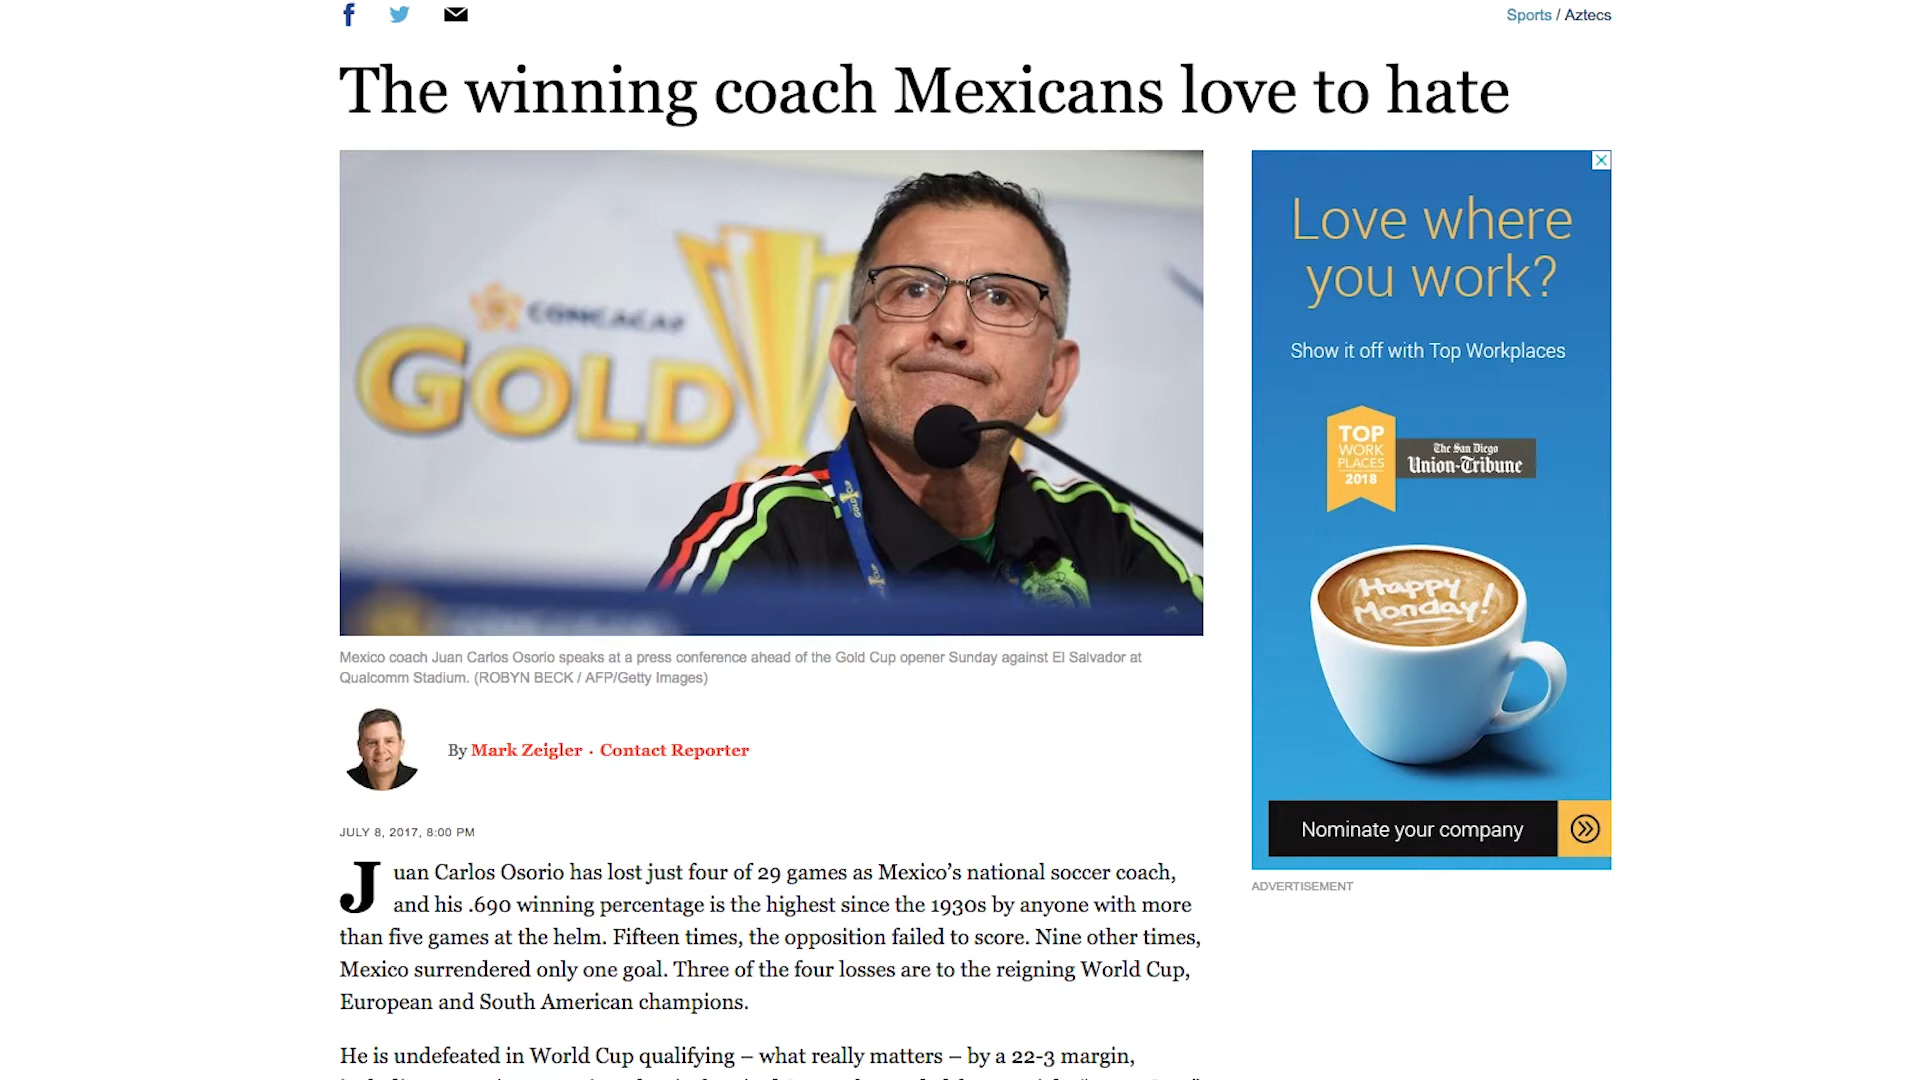 Sports / Aztecs
The winning coach Mexicans love to hate
CONCACAF
GOLD
GOLD CUP
CUP
Mexico coach Juan Carlos Osorio speaks at a press conference ahead of the Gold Cup opener Sunday against El Salvador at
Qualcomm Stadium. (ROBYN BECK / AFP/Getty Images)
By Mark Zeigler · Contact Reporter
JULY 8, 2017, 8:00 PM
Juan Carlos Osorio has lost just four of 29 games as Mexico’s national soccer coach,
and his .690 winning percentage is the highest since the 1930s by anyone with more
than five games at the helm. Fifteen times, the opposition failed to score. Nine other times,
Mexico surrendered only one goal. Three of the four losses are to the reigning World Cup,
European and South American champions.
He is undefeated in World Cup qualifying – what really matters – by a 22-3 margin,
Love where
you work?
Show it off with Top Workplaces
TOP
WORK
PLACES
2018
The San Diego
Union-Tribune
Happy
Monday!
Nominate your company
ADVERTISEMENT